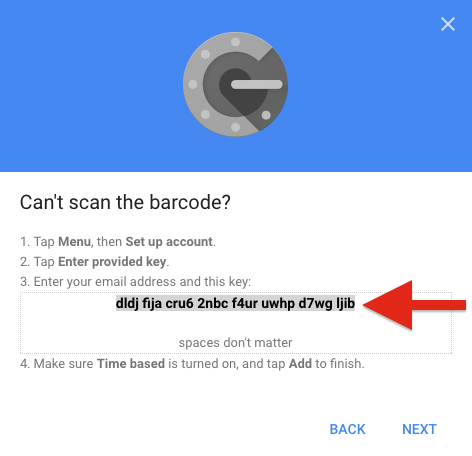 Can't scan the barcode?
1. Tap Menu, then Set up account.
2. Tap Enter provided key.
3. Enter your email address and this key:
dldj fija cru6 2nbc f4ur uwhp d7wg ljib
spaces don't matter
4. Make sure Time based is turned on, and tap Add to finish.
BACK NEXT